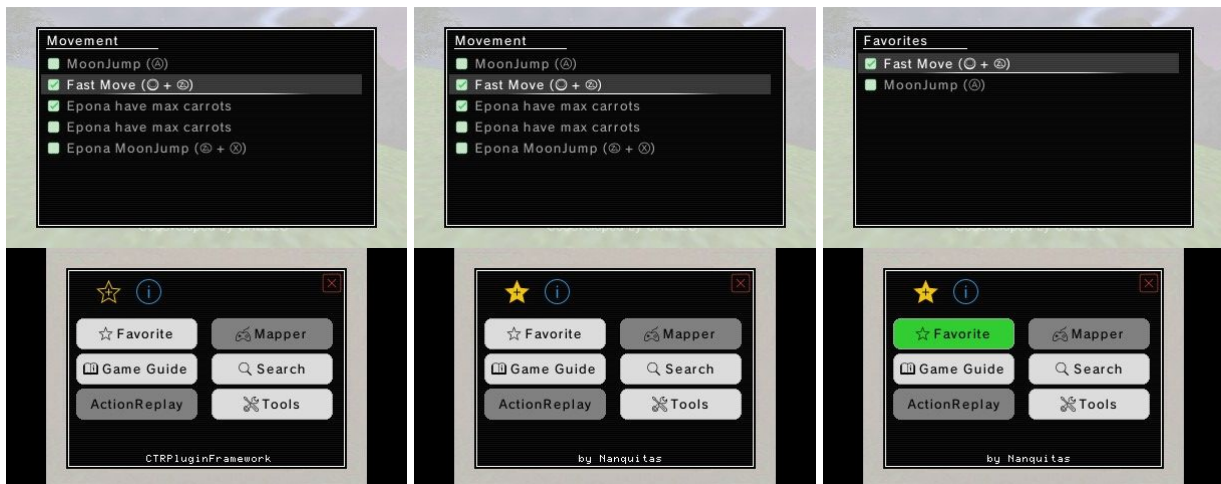 Movement
MoonJump (Ⓐ)
Fast Move (◎ + Ⓩ)
Epona have max carrots
Epona have max carrots
Epona MoonJump (Ⓩ + Ⓧ)
Favorite
Mapper
Game Guide
Search
ActionReplay
Tools
CTRPluginFramework
Movement
MoonJump (Ⓐ)
Fast Move (◎ + Ⓩ)
Epona have max carrots
Epona have max carrots
Epona MoonJump (Ⓩ + Ⓧ)
Favorite
Mapper
Game Guide
Search
ActionReplay
Tools
by Nanquitas
Favorites
Fast Move (◎ + Ⓩ)
MoonJump (Ⓐ)
Favorite
Mapper
Game Guide
Search
ActionReplay
Tools
by Nanquitas